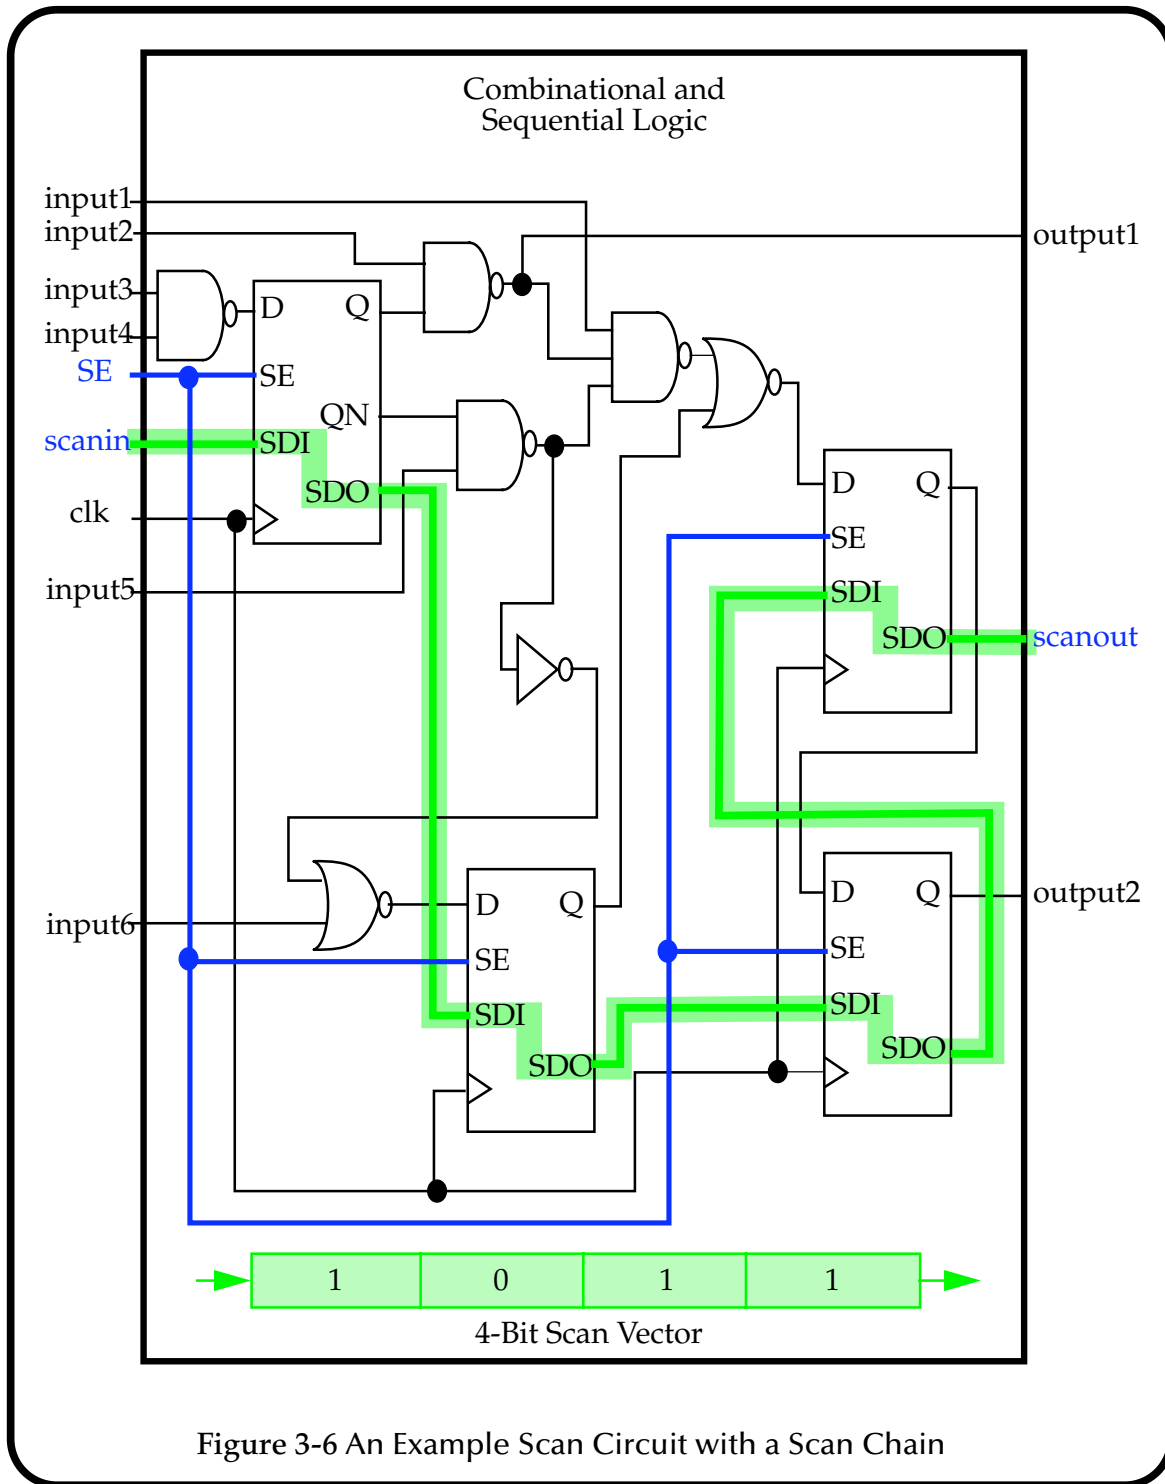 Combinational and
Sequential Logic
input1
input2
output1
input3
D Q
input4
SE
SE
QN
scanin
SDI
SDO
D Q
clk
SE
input5
SDI
SDO
scanout
D Q
output2
D Q
input6
SE
SE
SDI
SDI
SDO
SDO
1 0 1 1
4-Bit Scan Vector
Figure 3-6 An Example Scan Circuit with a Scan Chain